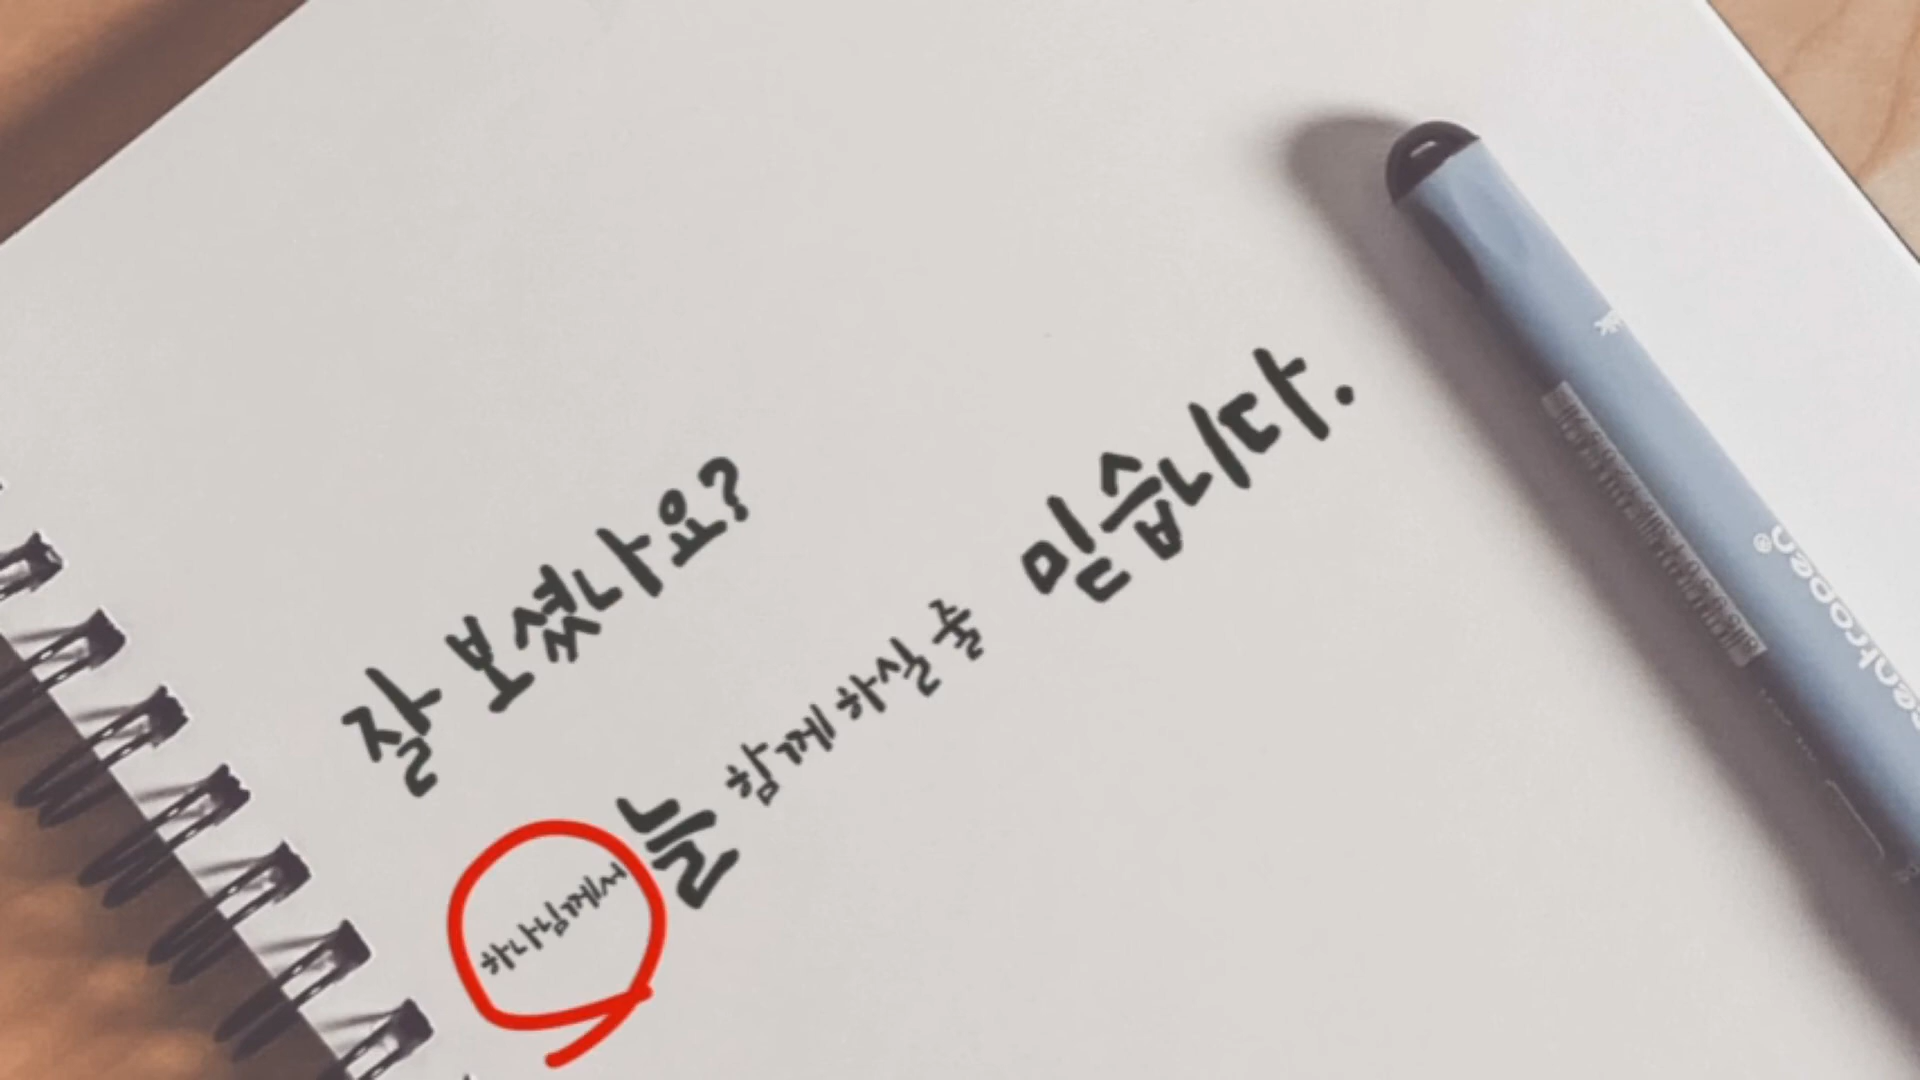 잘 보셨나요?
하나님께서 늘 함께 하실 줄 믿습니다.
centropen®